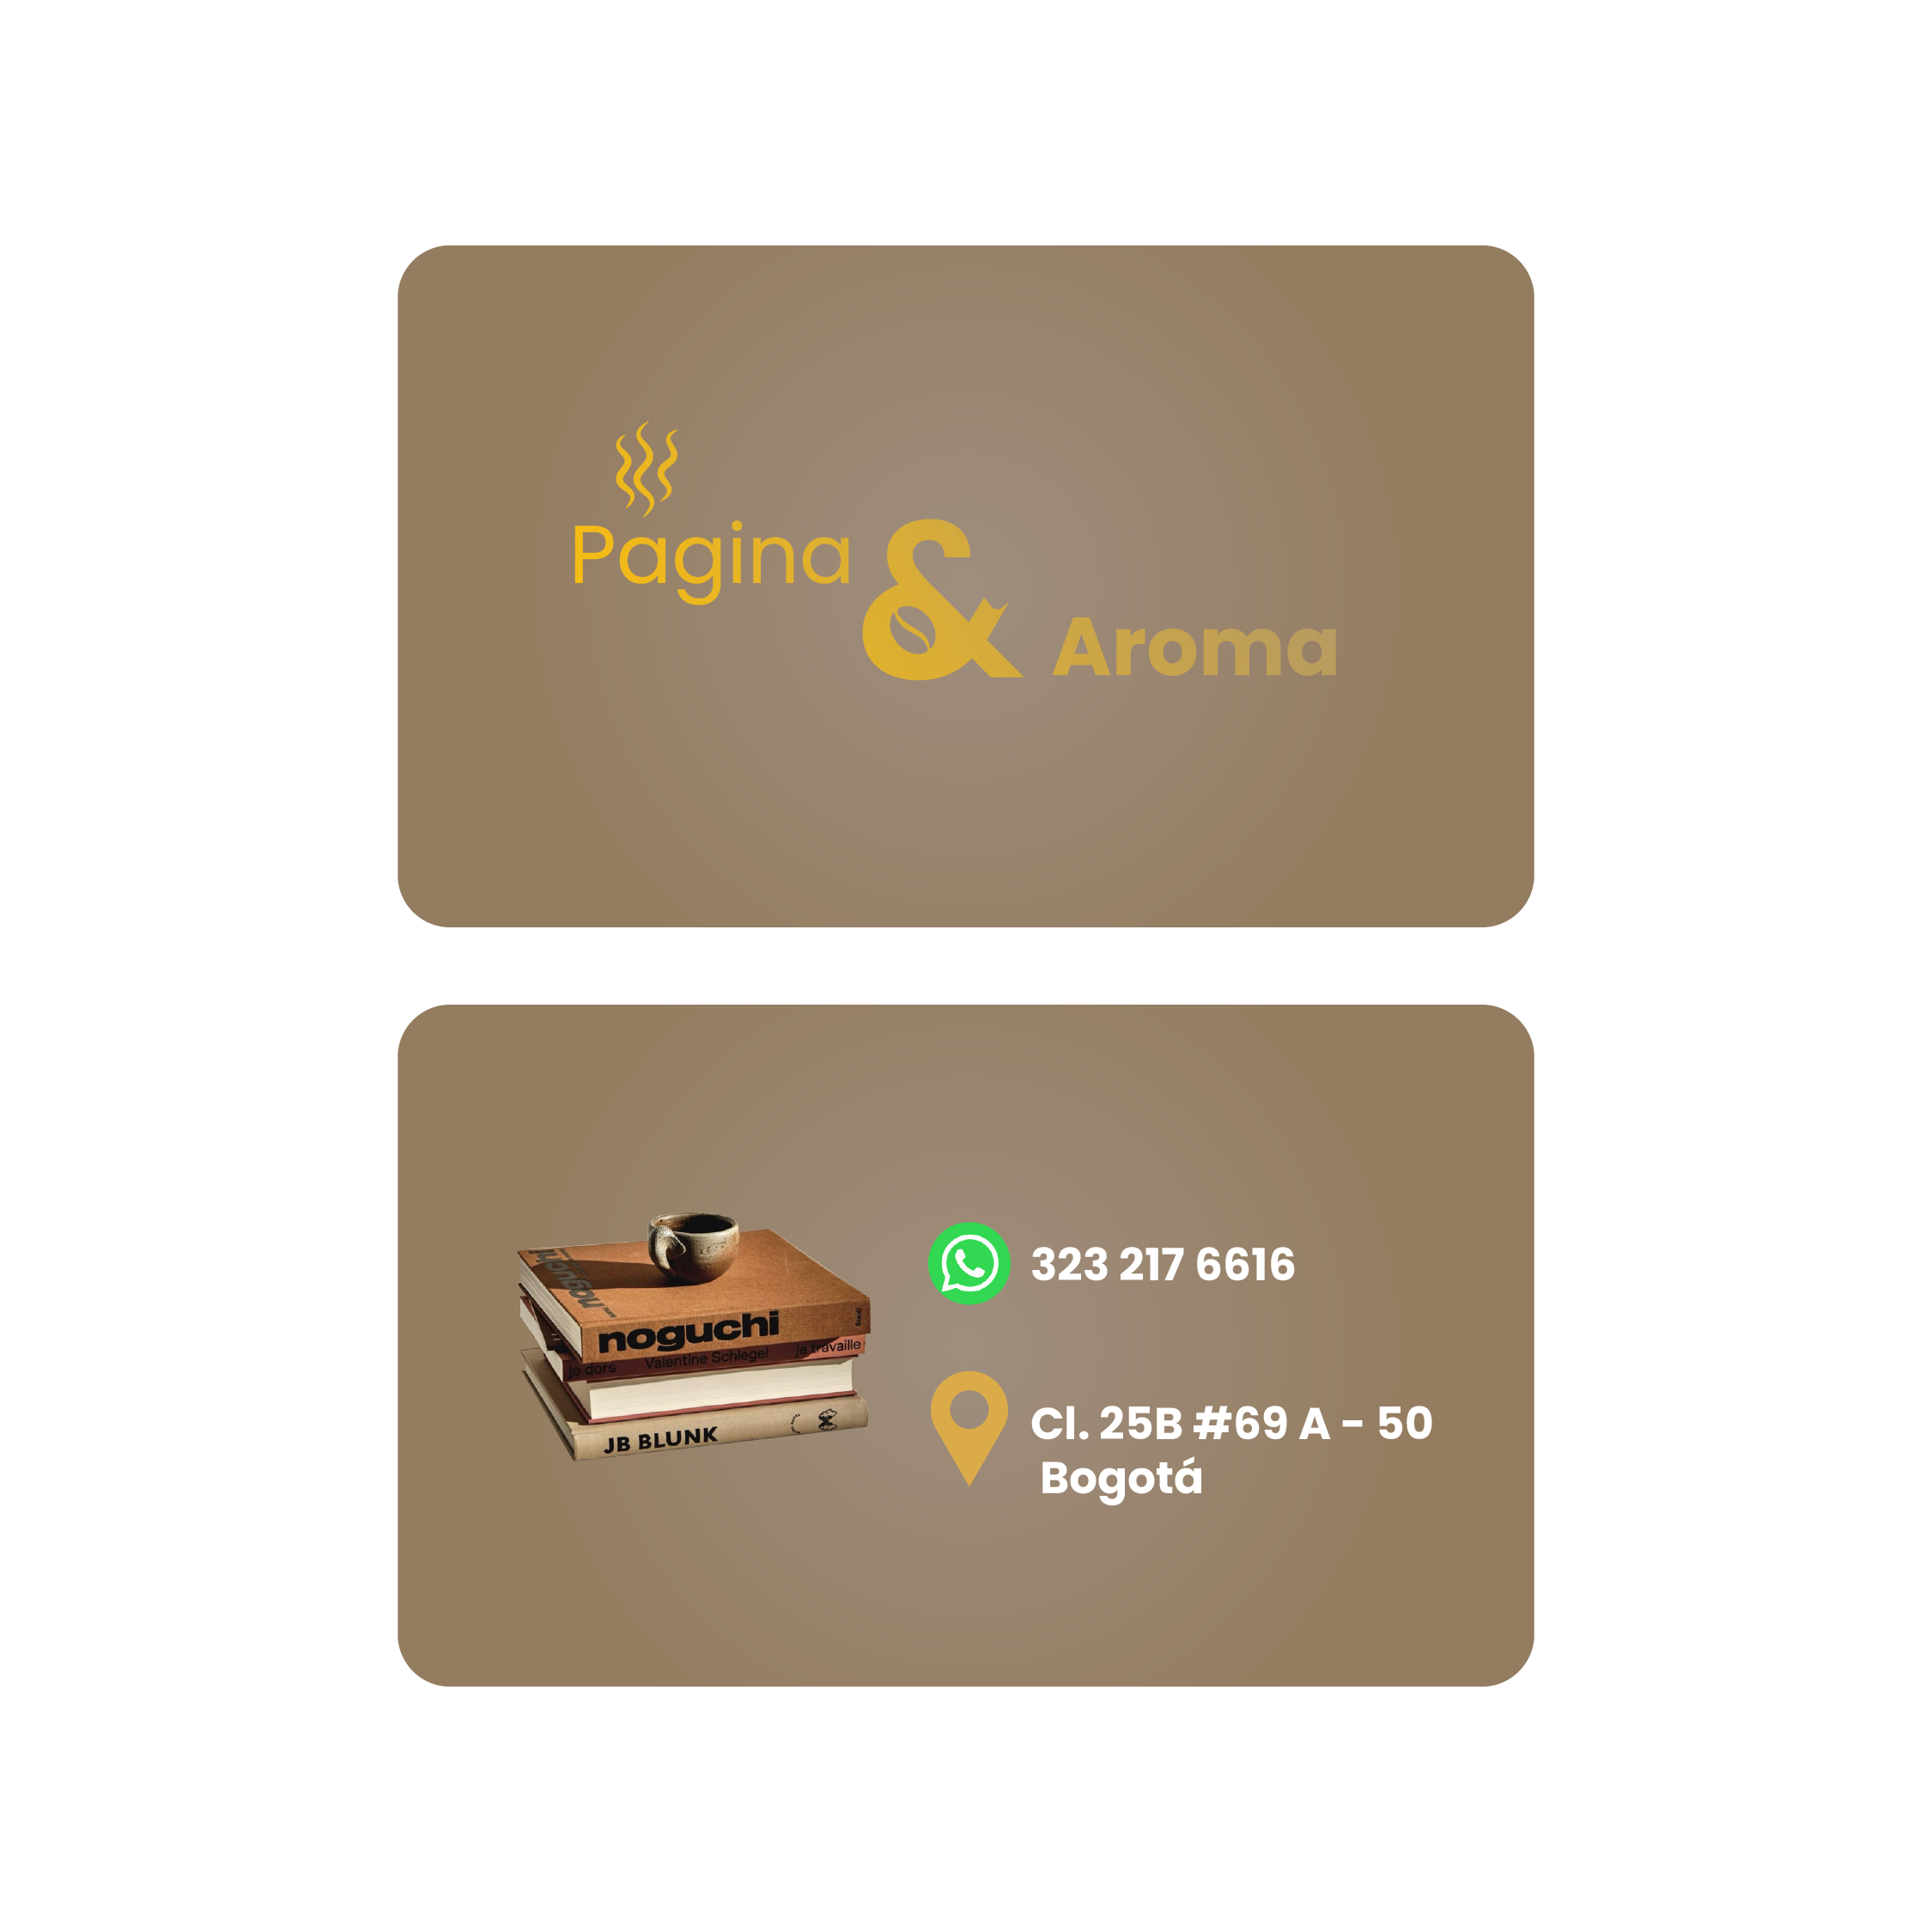 Pagina
&
Aroma
323 217 6616
Cl. 25B #69 A - 50
Bogotá
noguchi
noguchi
je dors Valentine Schlegel je travaille
JB BLUNK